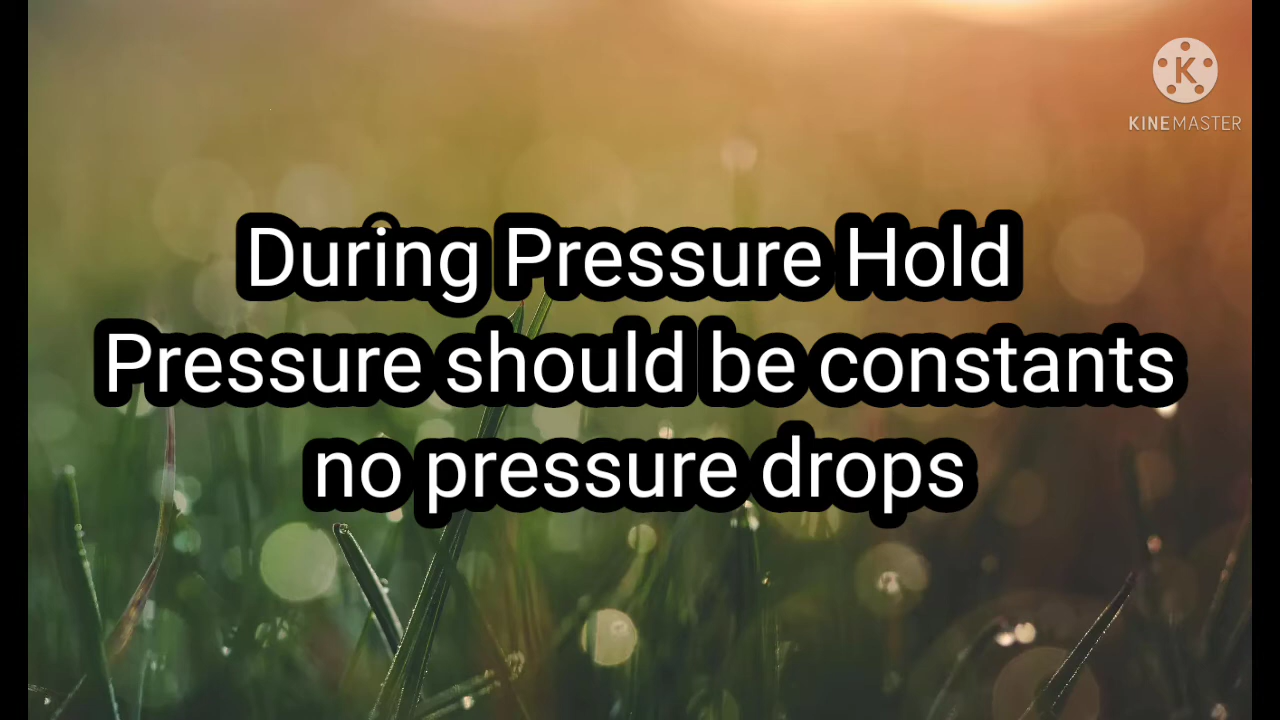 K
KINEMASTER
During Pressure Hold
Pressure should be constants
no pressure drops